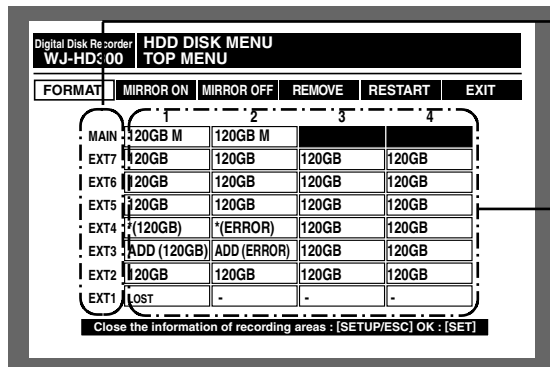 Digital Disk Recorder HDD DISK MENU
WJ-HD300 TOP MENU
FORMAT MIRROR ON MIRROR OFF REMOVE RESTART EXIT
1 2 3 4
MAIN 120GB M 120GB M
EXT7 120GB 120GB 120GB 120GB
EXT6 120GB 120GB 120GB 120GB
EXT5 120GB 120GB 120GB 120GB
EXT4 *(120GB) *(ERROR) 120GB 120GB
EXT3 ADD (120GB) ADD (ERROR) 120GB 120GB
EXT2 120GB 120GB 120GB 120GB
EXT1 LOST - - -
Close the information of recording areas : [SETUP/ESC] OK : [SET]